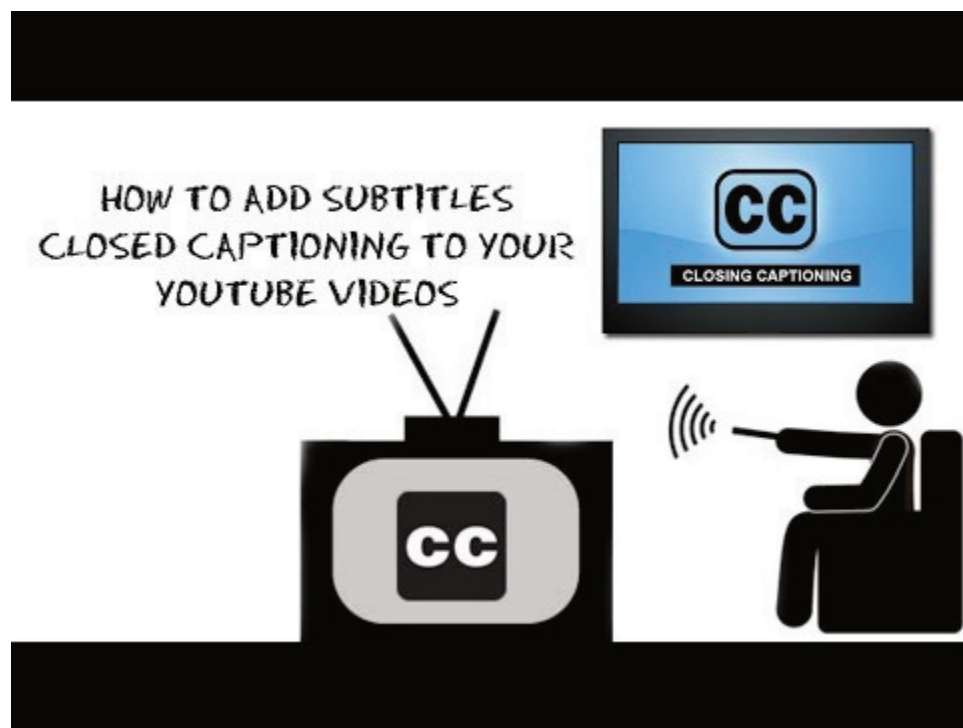 HOW TO ADD SUBTITLES
CLOSED CAPTIONING TO YOUR
YOUTUBE VIDEOS
CC
CLOSING CAPTIONING
CC